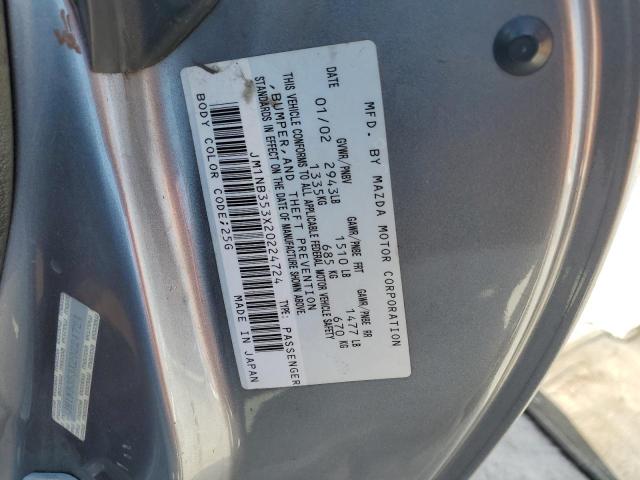 MFD. BY MAZDA MOTOR CORPORATION
DATE GVWR/PNBV GAWR/PNBE FRT GAWR/PNBE RR
01/02 2943LB 1510 LB 1477 LB
1335KG 685 KG 670 KG
THIS VEHICLE CONFORMS TO ALL APPLICABLE FEDERAL MOTOR VEHICLE SAFETY
,BUMPER,AND THEFT PREVENTION
STANDARDS IN EFFECT ON THE DATE OF MANUFACTURE SHOWN ABOVE.
JM1NB353X20224724 TYPE: PASSENGER
BODY COLOR CODE:25G MADE IN JAPAN